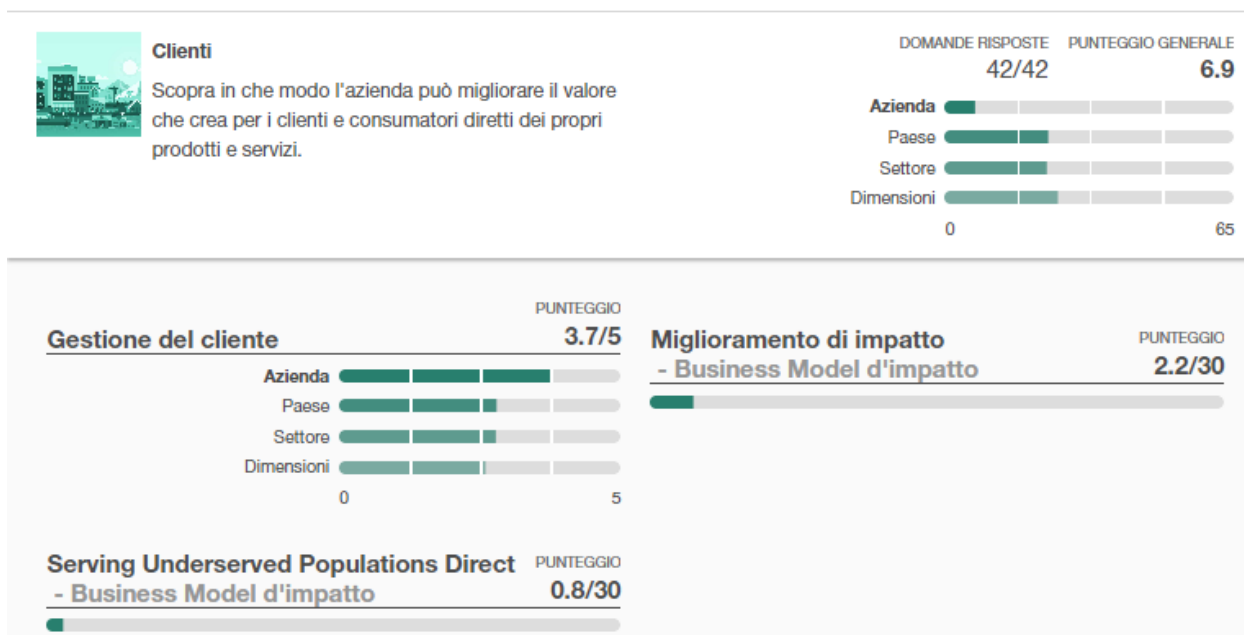 Clienti
Scopra in che modo l'azienda può migliorare il valore
che crea per i clienti e consumatori diretti dei propri
prodotti e servizi.
DOMANDE RISPOSTE PUNTEGGIO GENERALE
42/42 6.9
Azienda
Paese
Settore
Dimensioni
0 65
PUNTEGGIO
Gestione del cliente 3.7/5
Azienda
Paese
Settore
Dimensioni
0 5
Miglioramento di impatto PUNTEGGIO
- Business Model d'impatto 2.2/30
Serving Underserved Populations Direct PUNTEGGIO
- Business Model d'impatto 0.8/30